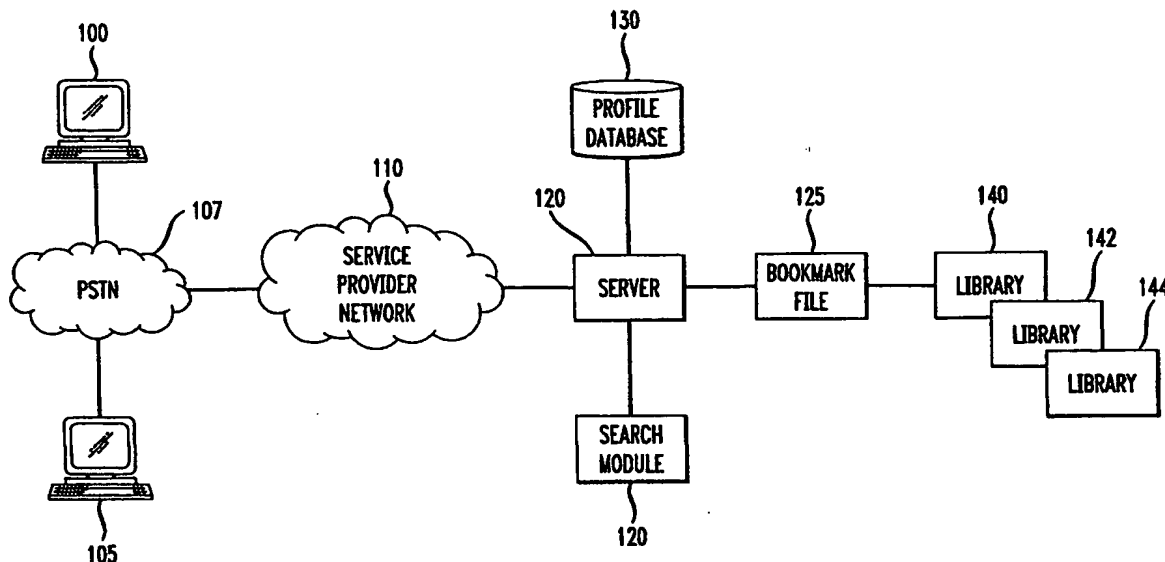 100
130
PROFILE
DATABASE
107
110
120
125
140
142
144
PSTN
SERVICE
PROVIDER
NETWORK
SERVER
BOOKMARK
FILE
LIBRARY
LIBRARY
LIBRARY
SEARCH
MODULE
105
120